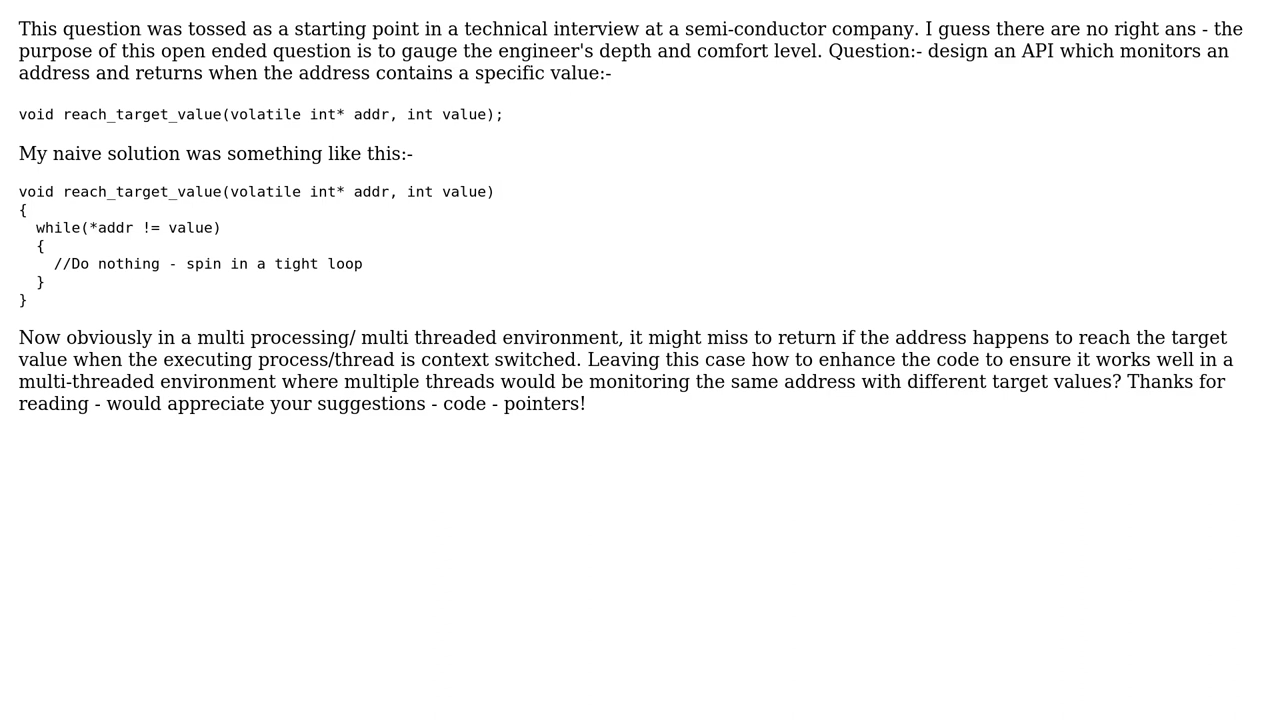 This question was tossed as a starting point in a technical interview at a semi-conductor company. I guess there are no right ans - the
purpose of this open ended question is to gauge the engineer's depth and comfort level. Question:- design an API which monitors an
address and returns when the address contains a specific value:-
void reach_target_value(volatile int* addr, int value);
My naive solution was something like this:-
void reach_target_value(volatile int* addr, int value)
{
  while(*addr != value)
  {
    //Do nothing - spin in a tight loop
  }
}
Now obviously in a multi processing/ multi threaded environment, it might miss to return if the address happens to reach the target
value when the executing process/thread is context switched. Leaving this case how to enhance the code to ensure it works well in a
multi-threaded environment where multiple threads would be monitoring the same address with different target values? Thanks for
reading - would appreciate your suggestions - code - pointers!